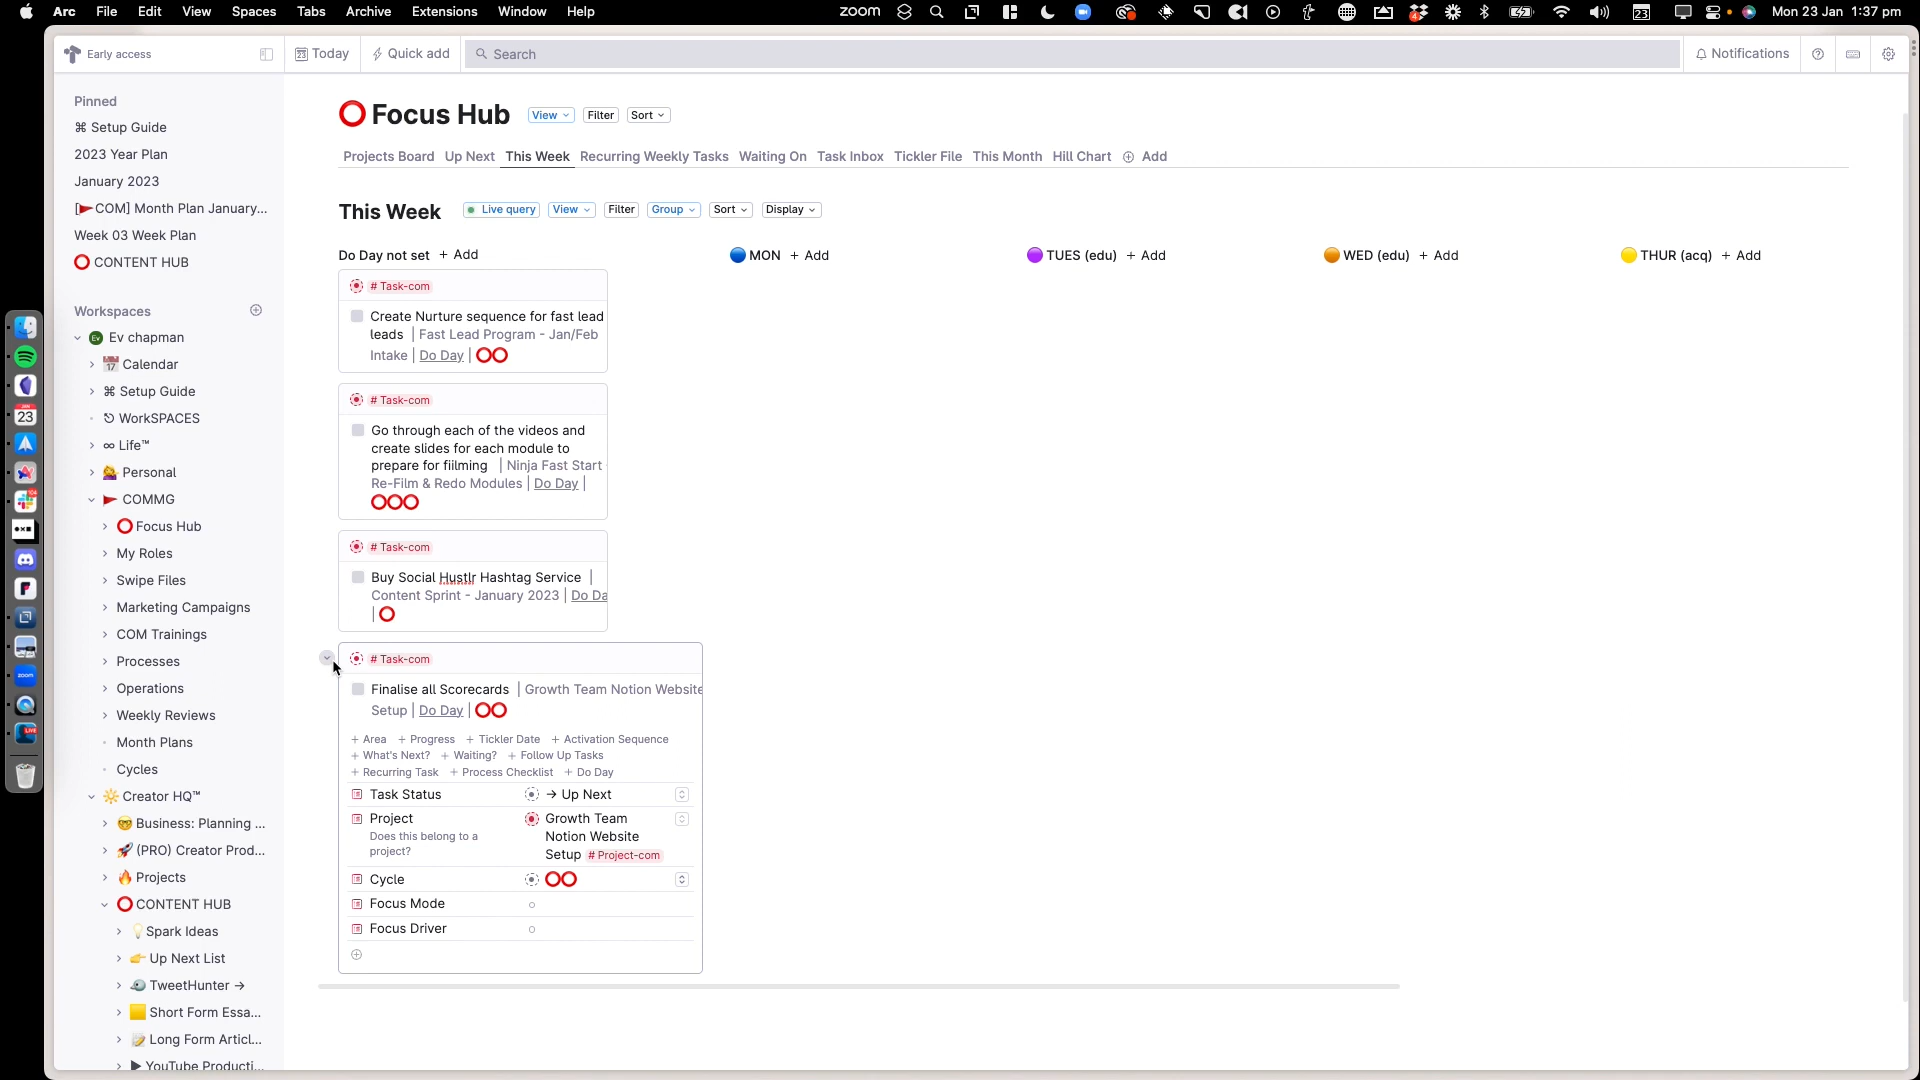 Arc File Edit View Spaces Tabs Archive Extensions Window Help zoom 23 Mon 23 Jan 1:37 pm
Early access
Today
Quick add
Search
Notifications
Pinned
⌘ Setup Guide
2023 Year Plan
January 2023
[🚩COM] Month Plan January...
Week 03 Week Plan
⭕ CONTENT HUB
Workspaces
Ev chapman
Calendar
⌘ Setup Guide
WorkSPACES
∞ Life™
Personal
COMMG
Focus Hub
My Roles
Swipe Files
Marketing Campaigns
COM Trainings
Processes
Operations
Weekly Reviews
Month Plans
Cycles
Creator HQ™
Business: Planning ...
(PRO) Creator Prod...
Projects
CONTENT HUB
Spark Ideas
Up Next List
TweetHunter →
Short Form Essa...
Long Form Articl...
YouTube Producti...
Focus Hub View Filter Sort
Projects Board Up Next This Week Recurring Weekly Tasks Waiting On Task Inbox Tickler File This Month Hill Chart Add
This Week Live query View Filter Group Sort Display
Do Day not set + Add
MON + Add
TUES (edu) + Add
WED (edu) + Add
THUR (acq) + Add
# Task-com
Create Nurture sequence for fast lead
leads | Fast Lead Program - Jan/Feb
Intake | Do Day | ⭕⭕
# Task-com
Go through each of the videos and
create slides for each module to
prepare for fiilming | Ninja Fast Start
Re-Film & Redo Modules | Do Day |
⭕⭕⭕
# Task-com
Buy Social Hustlr Hashtag Service |
Content Sprint - January 2023 | Do Da
| ⭕
# Task-com
Finalise all Scorecards | Growth Team Notion Website
Setup | Do Day | ⭕⭕
+ Area + Progress + Tickler Date + Activation Sequence
+ What's Next? + Waiting? + Follow Up Tasks
+ Recurring Task + Process Checklist + Do Day
Task Status → Up Next
Project Growth Team
Does this belong to a Notion Website
project? Setup # Project-com
Cycle ⭕⭕
Focus Mode
Focus Driver